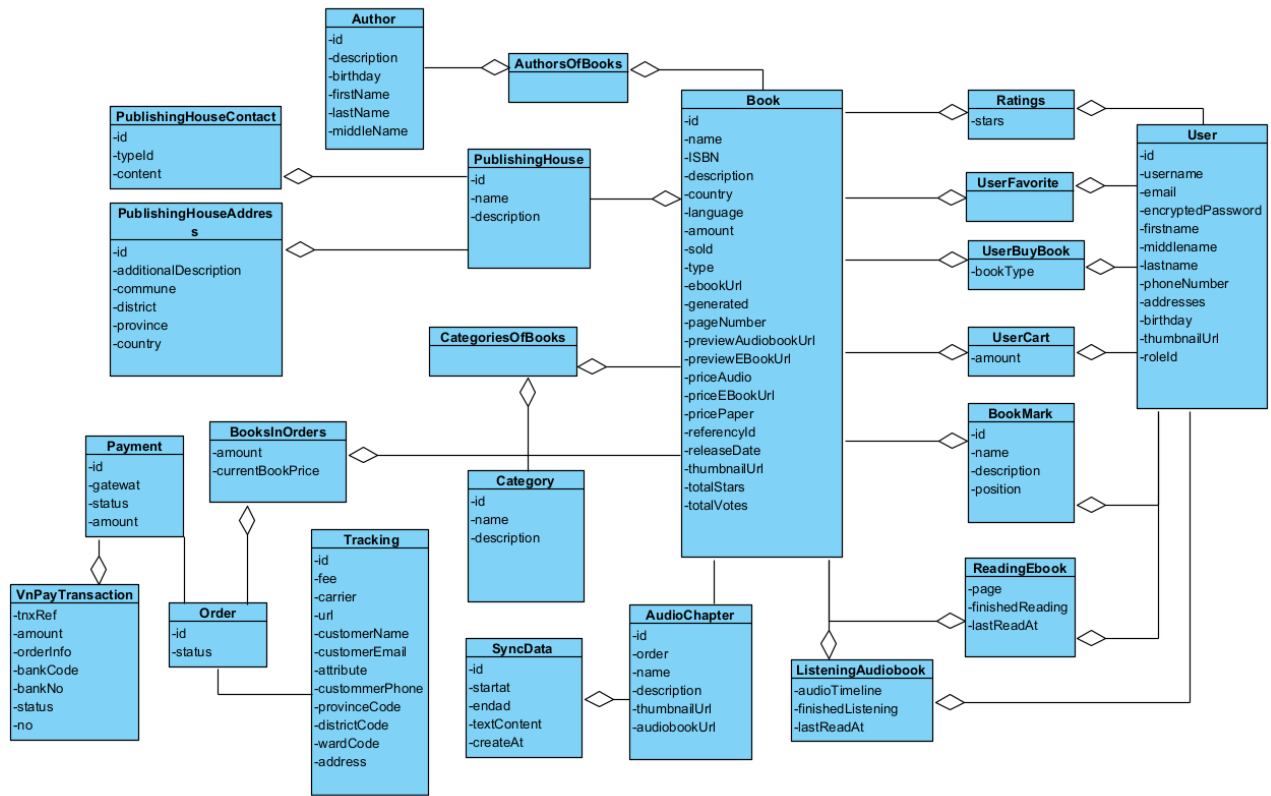 Author
-id
-description
-birthday
-firstName
-lastName
-middleName
AuthorsOfBooks
PublishingHouseContact
-id
-typeId
-content
PublishingHouseAddres
s
-id
-additionalDescription
-commune
-district
-province
-country
PublishingHouse
-id
-name
-description
Book
-id
-name
-ISBN
-description
-country
-language
-amount
-sold
-type
-ebookUrl
-generated
-pageNumber
-previewAudiobookUrl
-previewEBookUrl
-priceAudio
-priceEBookUrl
-pricePaper
-referencyId
-releaseDate
-thumbnailUrl
-totalStars
-totalVotes
Ratings
-stars
User
-id
-username
-email
-encryptedPassword
-firstname
-middlename
-lastname
-phoneNumber
-addresses
-birthday
-thumbnailUrl
-roleId
UserFavorite
UserBuyBook
-bookType
UserCart
-amount
BookMark
-id
-name
-description
-position
CategoriesOfBooks
Category
-id
-name
-description
BooksInOrders
-amount
-currentBookPrice
Payment
-id
-gatewat
-status
-amount
VnPayTransaction
-tnxRef
-amount
-orderInfo
-bankCode
-bankNo
-status
-no
Order
-id
-status
Tracking
-id
-fee
-carrier
-url
-customerName
-customerEmail
-attribute
-custommerPhone
-provinceCode
-districtCode
-wardCode
-address
SyncData
-id
-startat
-endad
-textContent
-createAt
AudioChapter
-id
-order
-name
-description
-thumbnailUrl
-audiobookUrl
ReadingEbook
-page
-finishedReading
-lastReadAt
ListeningAudiobook
-audioTimeline
-finishedListening
-lastReadAt